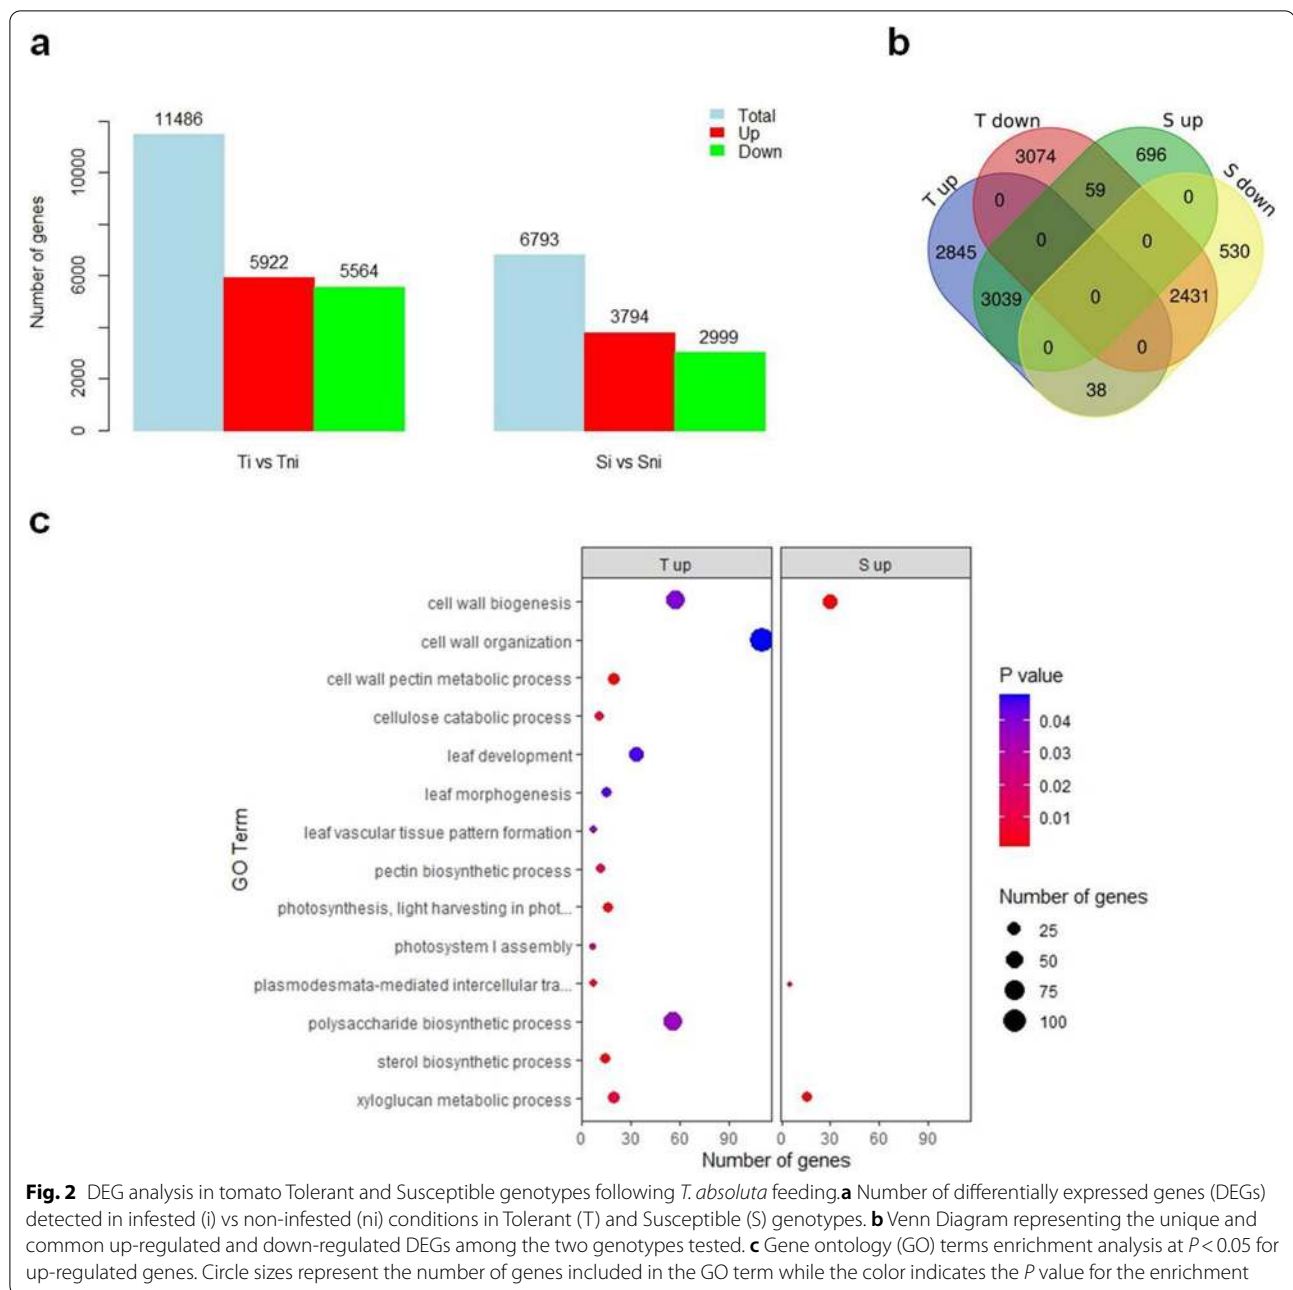 a
b
11486
5922
5564
6793
3794
2999
Total
Up
Down
Number of genes
10000
6000
2000
0
Ti vs Tni
Si vs Sni
T down
S up
T up
S down
3074
696
0
59
0
2845
0
0
530
3039
0
2431
0
0
38
c
T up
S up
GO Term
cell wall biogenesis
cell wall organization
cell wall pectin metabolic process
cellulose catabolic process
leaf development
leaf morphogenesis
leaf vascular tissue pattern formation
pectin biosynthetic process
photosynthesis, light harvesting in phot...
photosystem I assembly
plasmodesmata-mediated intercellular tra...
polysaccharide biosynthetic process
sterol biosynthetic process
xyloglucan metabolic process
0 30 60 90 0 30 60 90
Number of genes
P value
0.04
0.03
0.02
0.01
Number of genes
25
50
75
100
Fig. 2 DEG analysis in tomato Tolerant and Susceptible genotypes following T. absoluta feeding.a Number of differentially expressed genes (DEGs)
detected in infested (i) vs non-infested (ni) conditions in Tolerant (T) and Susceptible (S) genotypes. b Venn Diagram representing the unique and
common up-regulated and down-regulated DEGs among the two genotypes tested. c Gene ontology (GO) terms enrichment analysis at P < 0.05 for
up-regulated genes. Circle sizes represent the number of genes included in the GO term while the color indicates the P value for the enrichment